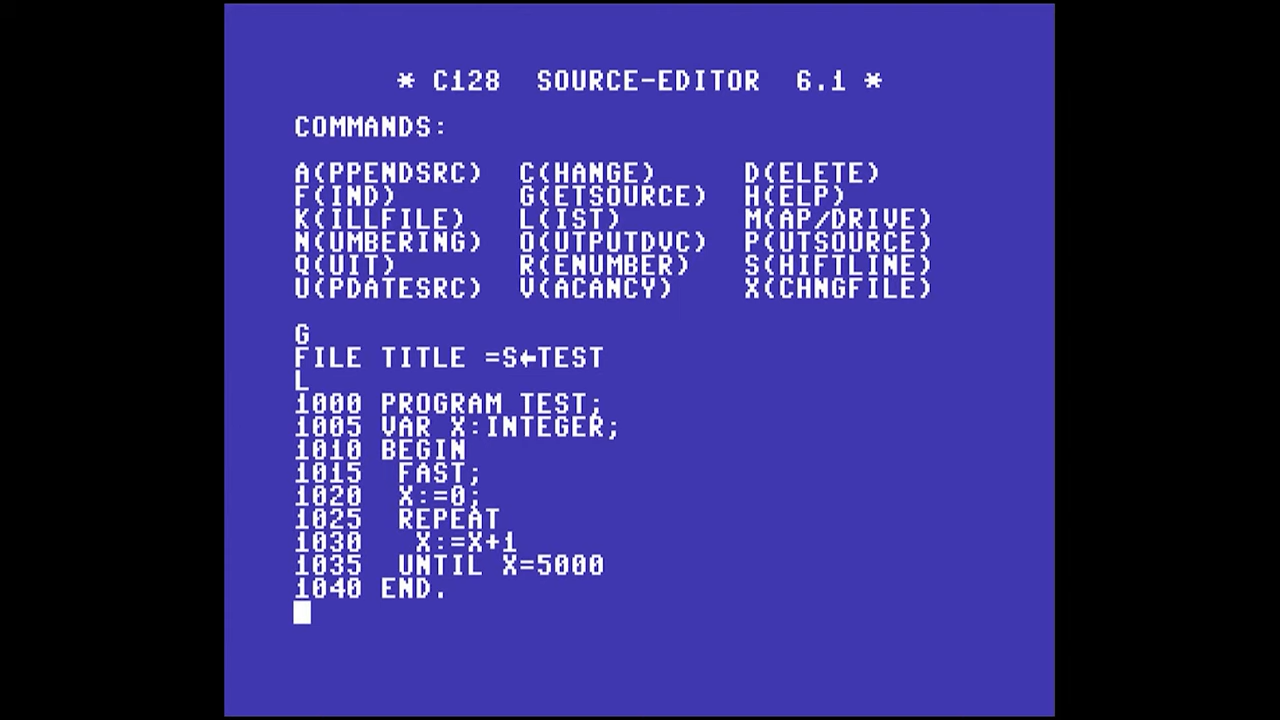 * C128  SOURCE-EDITOR  6.1 *
COMMANDS:
A(PPENDSRC)  C(HANGE)     D(ELETE)
F(IND)       G(ETSOURCE)  H(ELP)
K(ILLFILE)   L(IST)       M(AP/DRIVE)
N(UMBERING)  O(UTPUTDVC)  P(UTSOURCE)
Q(UIT)       R(ENUMBER)   S(HIFTLINE)
U(PDATESRC)  V(ACANCY)    X(CHNGFILE)
G
FILE TITLE =S←TEST
L
1000 PROGRAM TEST;
1005 VAR X:INTEGER;
1010 BEGIN
1015  FAST;
1020  X:=0;
1025  REPEAT
1030   X:=X+1
1035  UNTIL X=5000
1040 END.